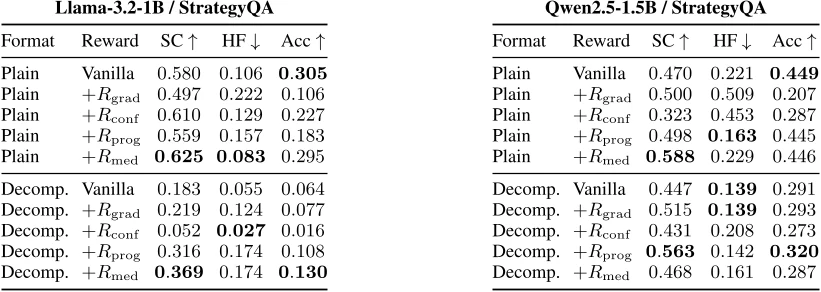 Llama-3.2-1B / StrategyQA
Format Reward SC ↑ HF ↓ Acc ↑
Plain Vanilla 0.580 0.106 0.305
Plain +R_grad 0.497 0.222 0.106
Plain +R_conf 0.610 0.129 0.227
Plain +R_prog 0.559 0.157 0.183
Plain +R_med 0.625 0.083 0.295
Decomp. Vanilla 0.183 0.055 0.064
Decomp. +R_grad 0.219 0.124 0.077
Decomp. +R_conf 0.052 0.027 0.016
Decomp. +R_prog 0.316 0.174 0.108
Decomp. +R_med 0.369 0.174 0.130
Qwen2.5-1.5B / StrategyQA
Format Reward SC ↑ HF ↓ Acc ↑
Plain Vanilla 0.470 0.221 0.449
Plain +R_grad 0.500 0.509 0.207
Plain +R_conf 0.323 0.453 0.287
Plain +R_prog 0.498 0.163 0.445
Plain +R_med 0.588 0.229 0.446
Decomp. Vanilla 0.447 0.139 0.291
Decomp. +R_grad 0.515 0.139 0.293
Decomp. +R_conf 0.431 0.208 0.273
Decomp. +R_prog 0.563 0.142 0.320
Decomp. +R_med 0.468 0.161 0.287